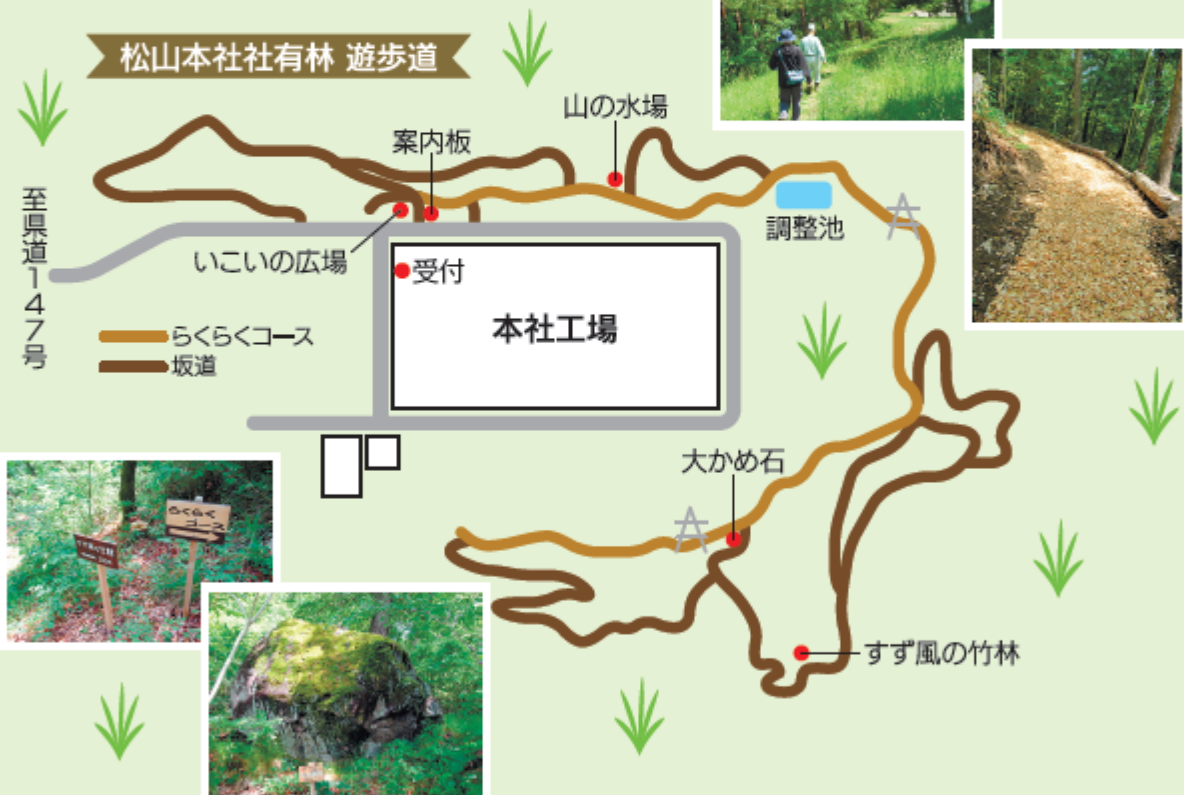 松山本社社有林 遊歩道
山の水場
案内板
至県道147号
調整池
いこいの広場
受付
本社工場
らくらくコース
坂道
大かめ石
らくらく
コース
すず風の竹林